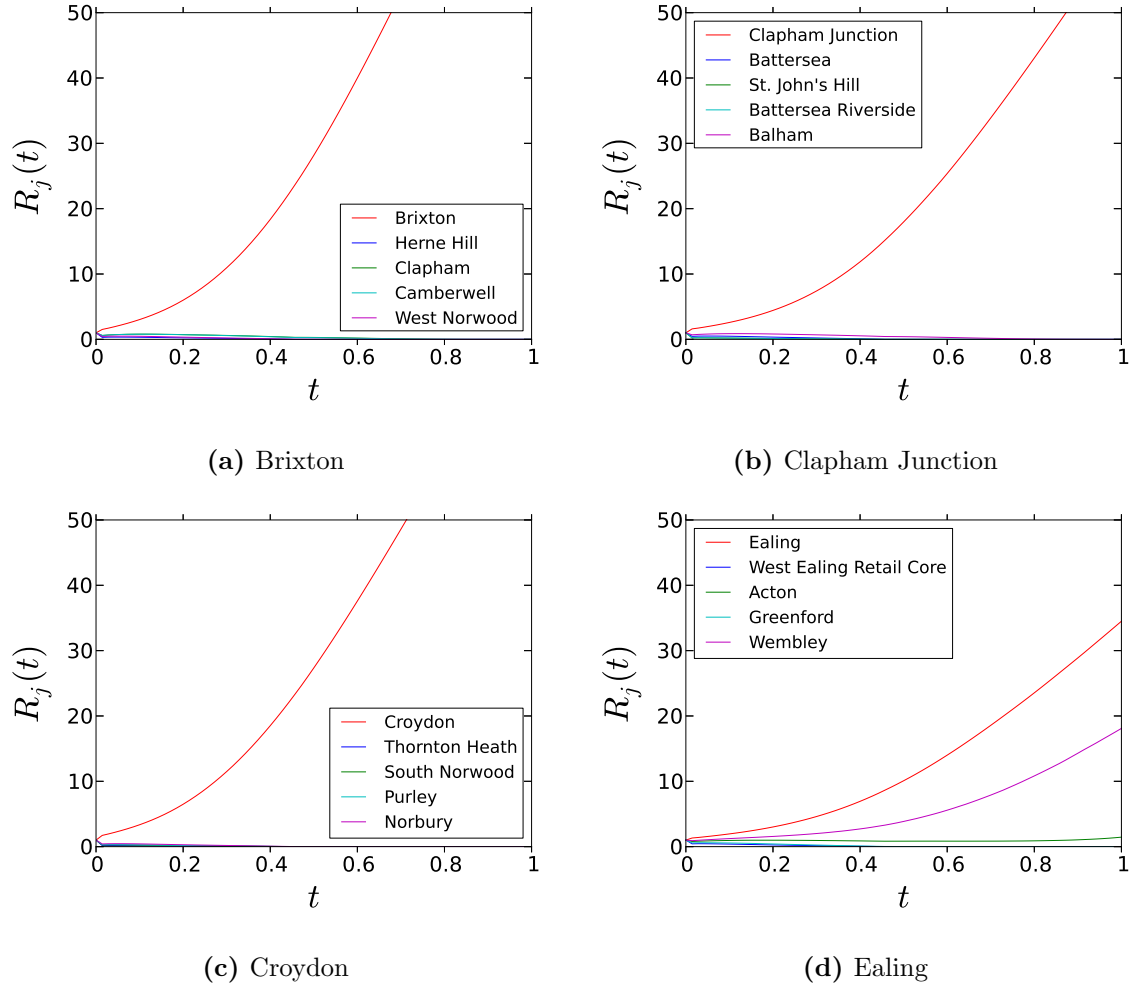 50
40
30
20
10
0
R_j(t)
Brixton
Herne Hill
Clapham
Camberwell
West Norwood
0 0.2 0.4 0.6 0.8 1
t
(a) Brixton
50
40
30
20
10
0
R_j(t)
Clapham Junction
Battersea
St. John's Hill
Battersea Riverside
Balham
0 0.2 0.4 0.6 0.8 1
t
(b) Clapham Junction
50
40
30
20
10
0
R_j(t)
Croydon
Thornton Heath
South Norwood
Purley
Norbury
0 0.2 0.4 0.6 0.8 1
t
(c) Croydon
50
40
30
20
10
0
R_j(t)
Ealing
West Ealing Retail Core
Acton
Greenford
Wembley
0 0.2 0.4 0.6 0.8 1
t
(d) Ealing